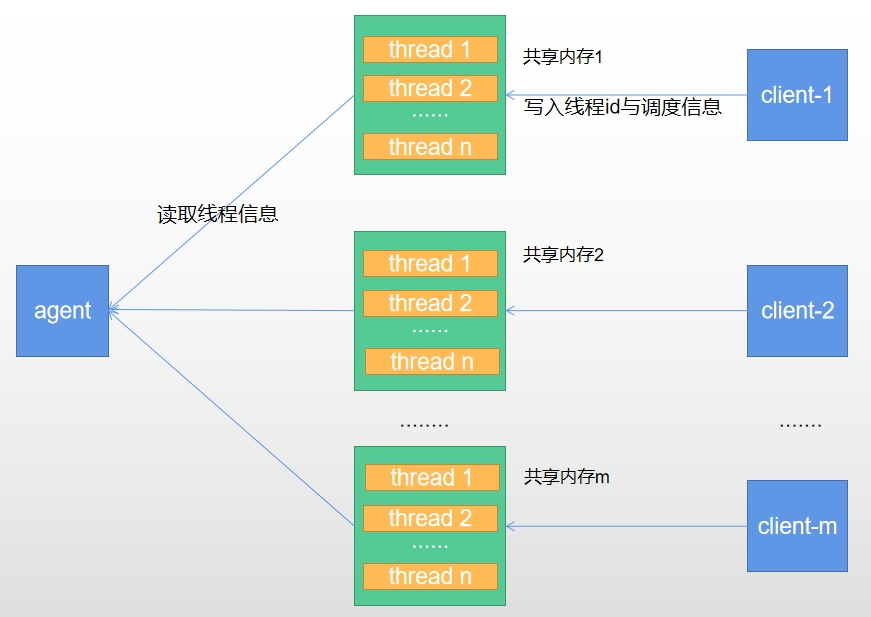 thread 1
thread 2
......
thread n
共享内存1
写入线程id与调度信息
client-1
读取线程信息
agent
thread 1
thread 2
......
thread n
共享内存2
client-2
........
.......
thread 1
thread 2
......
thread n
共享内存m
client-m